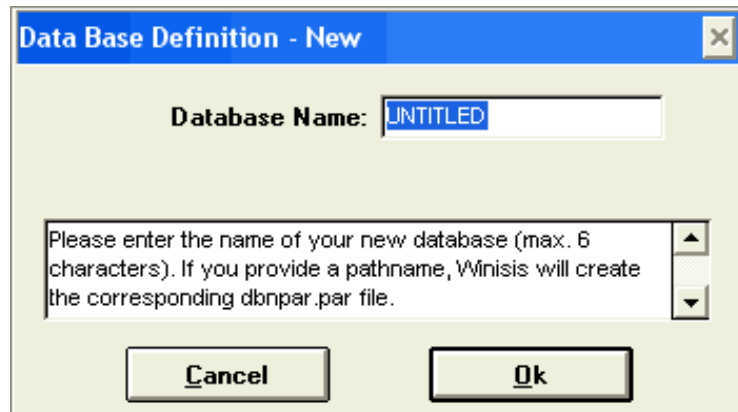 Data Base Definition - New
Database Name: UNTITLED
Please enter the name of your new database (max. 6
characters). If you provide a pathname, Winisis will create
the corresponding dbnpar.par file.
Cancel Ok